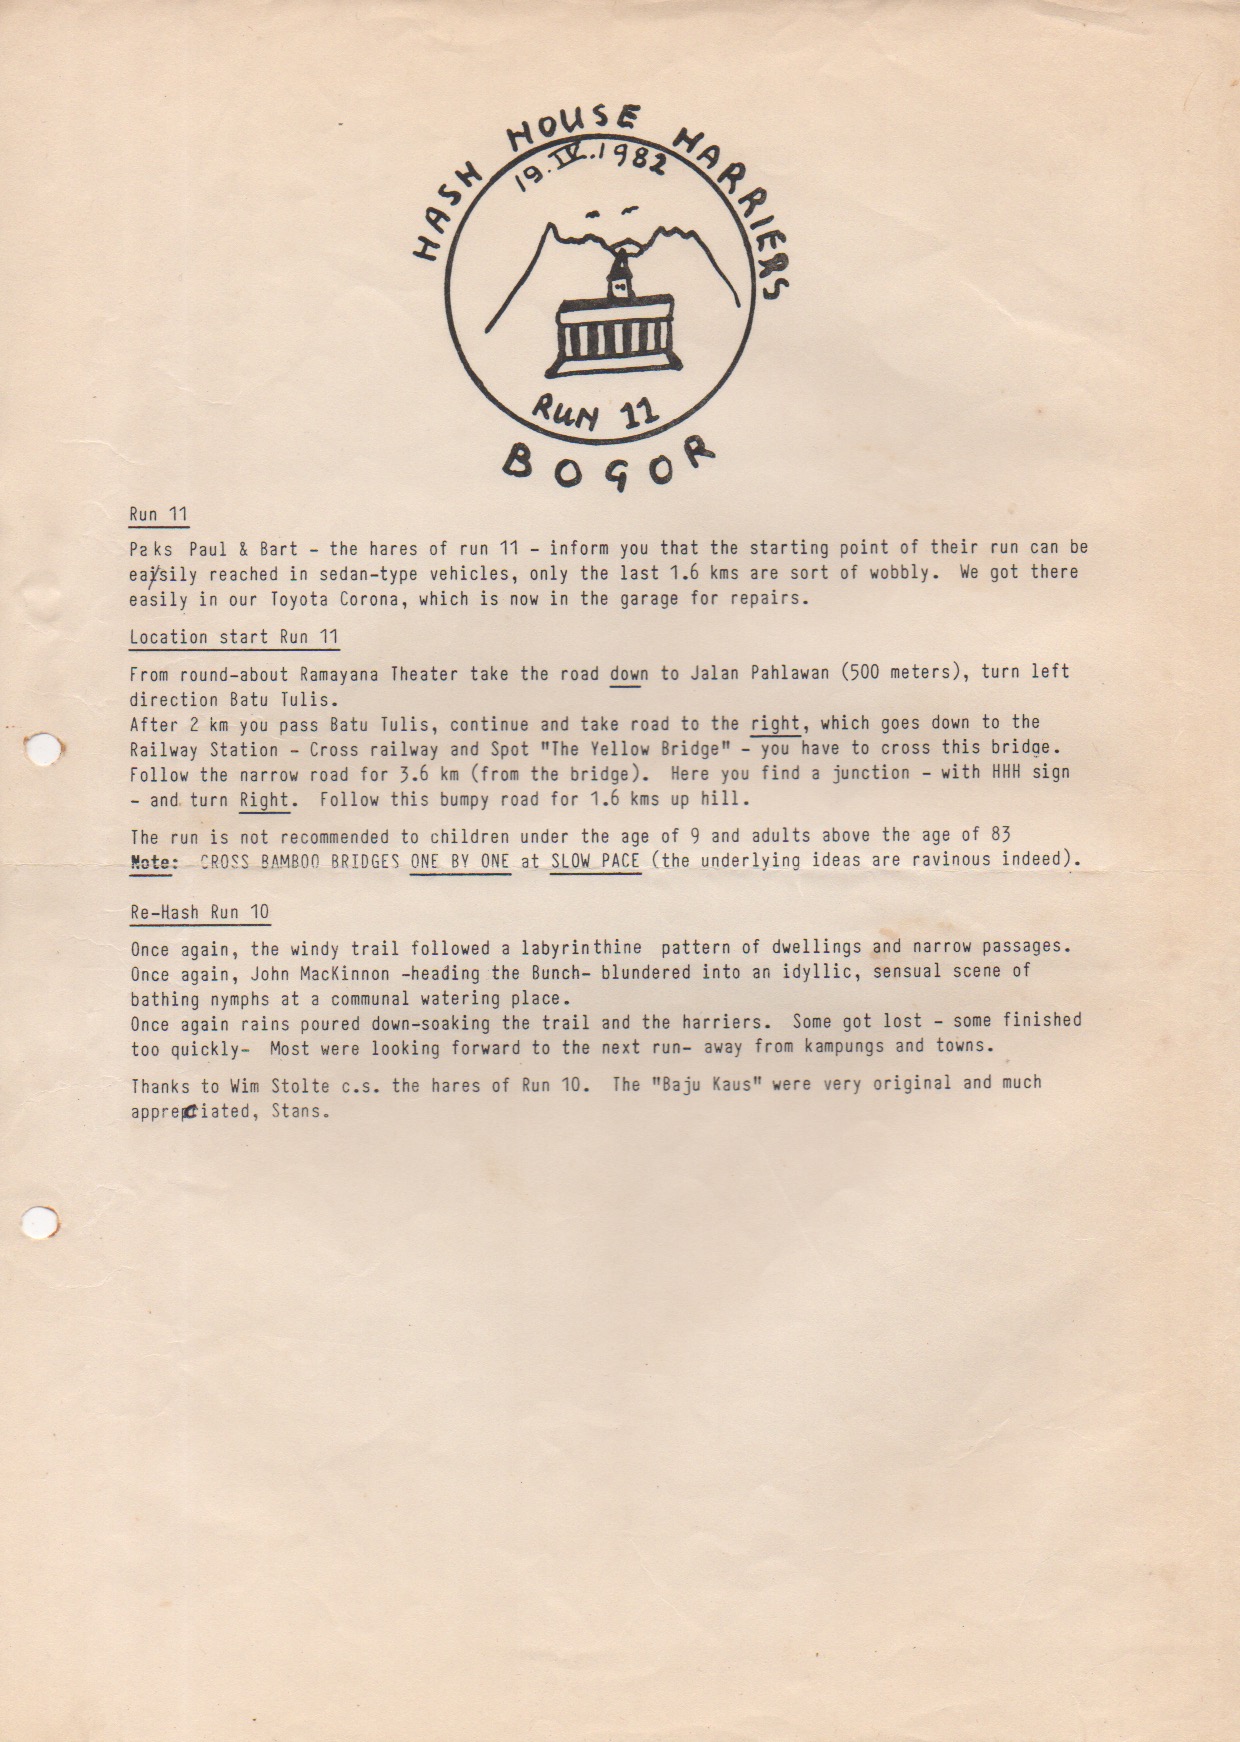 HASH HOUSE HARRIERS
19.IV.1982
RUN 11
BOGOR
Run 11
Paks Paul & Bart - the hares of run 11 - inform you that the starting point of their run can be
easily reached in sedan-type vehicles, only the last 1.6 kms are sort of wobbly. We got there
easily in our Toyota Corona, which is now in the garage for repairs.
Location start Run 11
From round-about Ramayana Theater take the road down to Jalan Pahlawan (500 meters), turn left
direction Batu Tulis.
After 2 km you pass Batu Tulis, continue and take road to the right, which goes down to the
Railway Station - Cross railway and Spot "The Yellow Bridge" - you have to cross this bridge.
Follow the narrow road for 3.6 km (from the bridge). Here you find a junction - with HHH sign
- and turn Right. Follow this bumpy road for 1.6 kms up hill.
The run is not recommended to children under the age of 9 and adults above the age of 83
Note: CROSS BAMBOO BRIDGES ONE BY ONE at SLOW PACE (the underlying ideas are ravinous indeed).
Re-Hash Run 10
Once again, the windy trail followed a labyrinthine pattern of dwellings and narrow passages.
Once again, John MacKinnon -heading the Bunch- blundered into an idyllic, sensual scene of
bathing nymphs at a communal watering place.
Once again rains poured down-soaking the trail and the harriers. Some got lost - some finished
too quickly- Most were looking forward to the next run- away from kampungs and towns.
Thanks to Wim Stolte c.s. the hares of Run 10. The "Baju Kaus" were very original and much
appreciated, Stans.